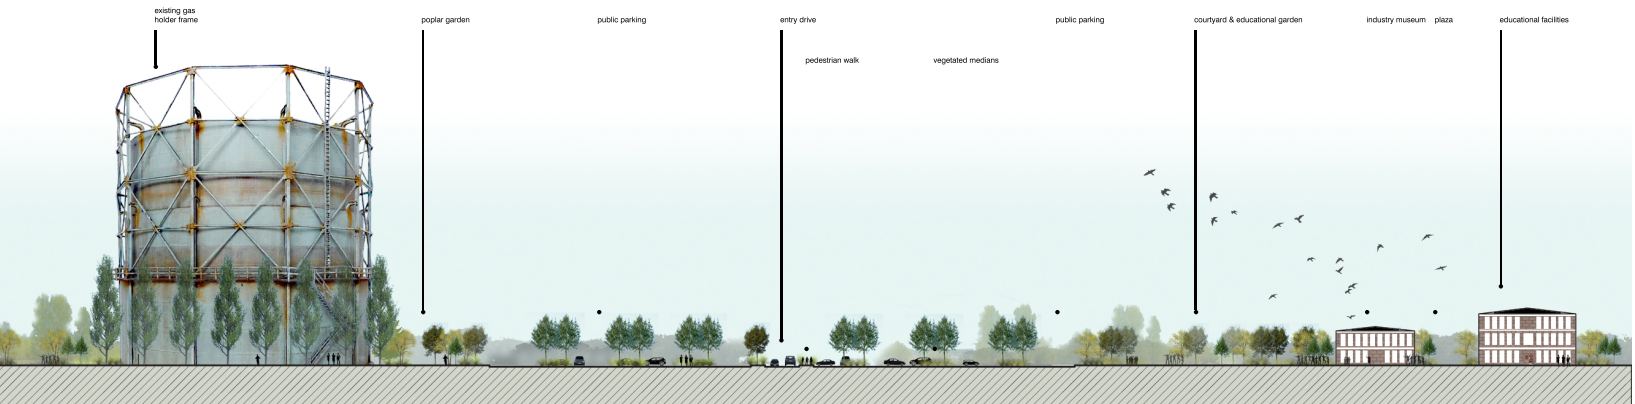 existing gas
holder frame
poplar garden
public parking
entry drive
pedestrian walk
vegetated medians
public parking
courtyard & educational garden
industry museum
plaza
educational facilities